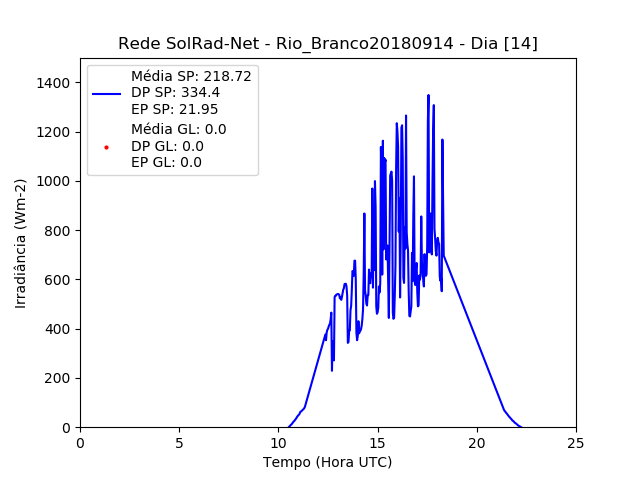 Rede SolRad-Net - Rio_Branco20180914 - Dia [14]
Média SP: 218.72
DP SP: 334.4
EP SP: 21.95
Média GL: 0.0
DP GL: 0.0
EP GL: 0.0
Irradiância (Wm-2)
1400
1200
1000
800
600
400
200
0
0 5 10 15 20 25
Tempo (Hora UTC)